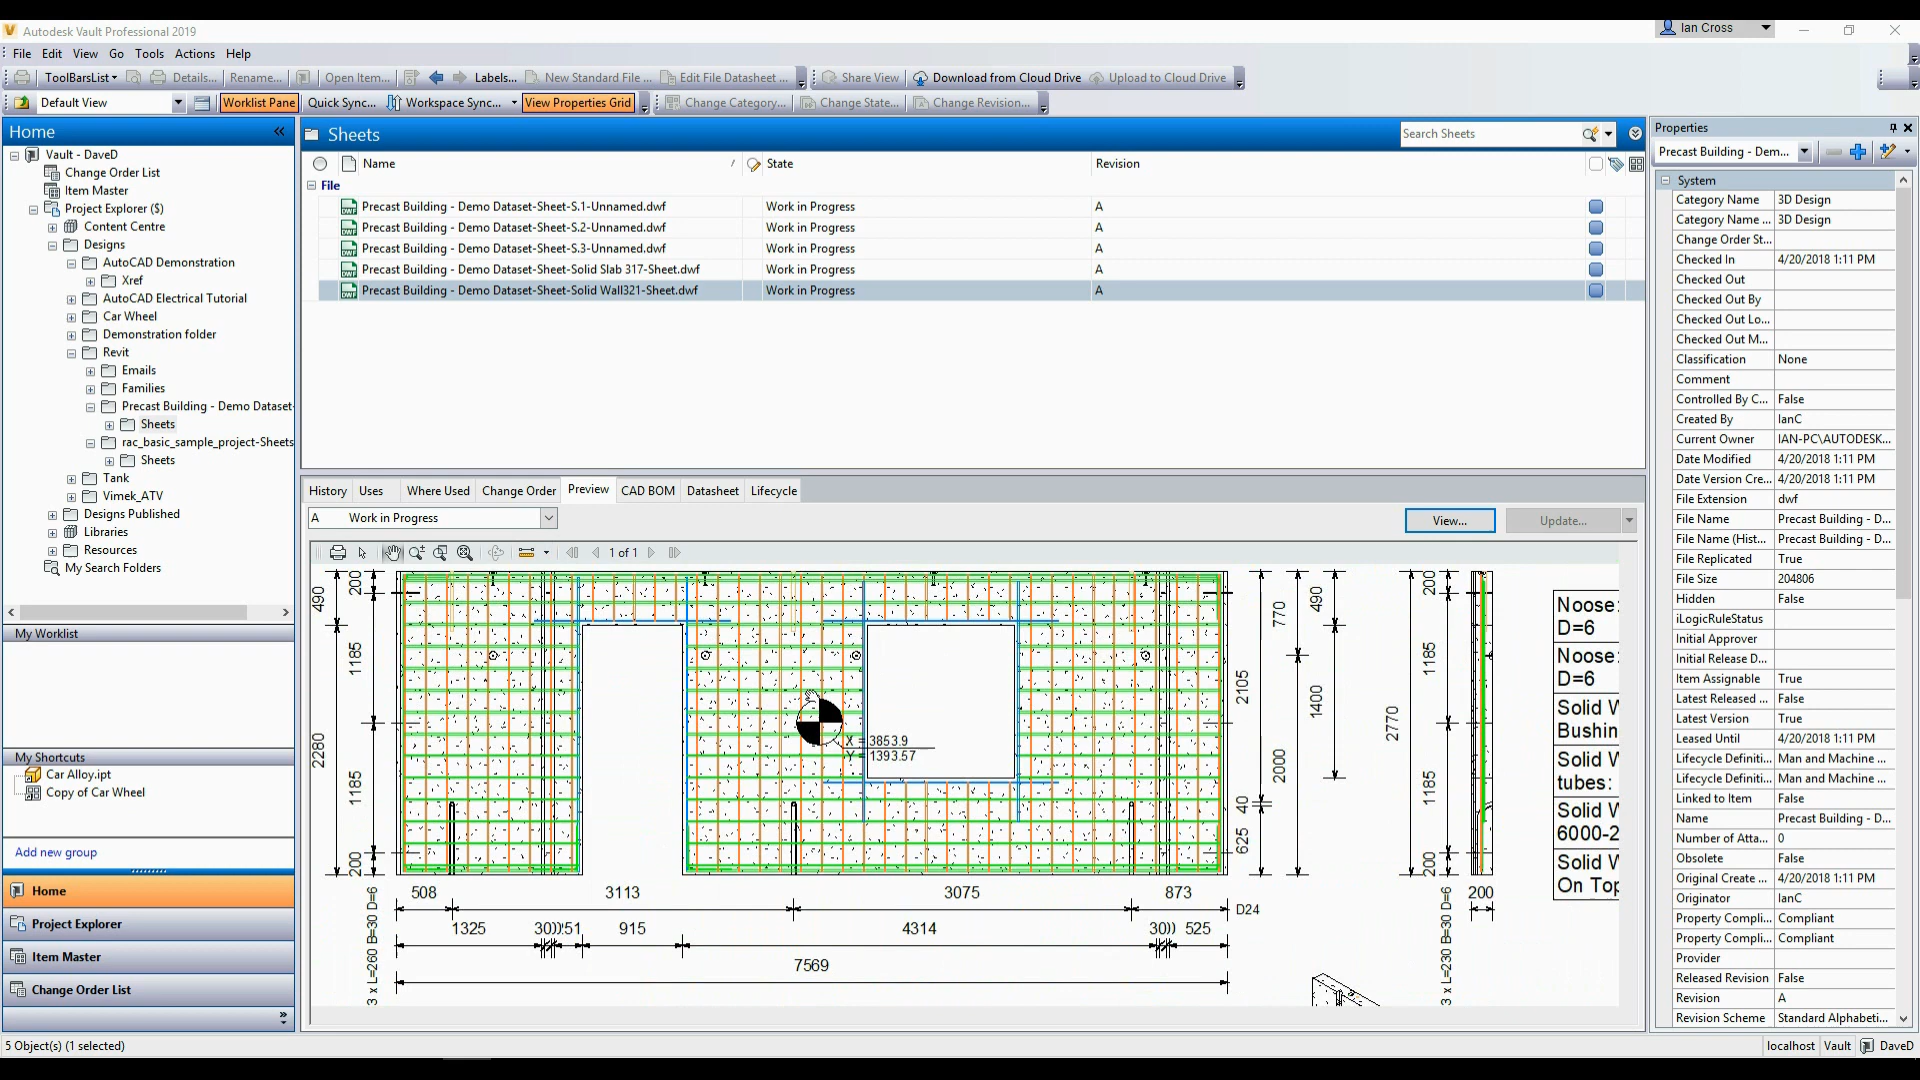 Autodesk Vault Professional 2019
Ian Cross
File Edit View Go Tools Actions Help
ToolBarsList Details... Rename... Open Item... Labels... New Standard File ... Edit File Datasheet ... Share View Download from Cloud Drive Upload to Cloud Drive
Default View Worklist Pane Quick Sync... Workspace Sync... View Properties Grid Change Category... Change State... Change Revision...
Home
Vault - DaveD
Change Order List
Item Master
Project Explorer ($)
Content Centre
Designs
AutoCAD Demonstration
Xref
AutoCAD Electrical Tutorial
Car Wheel
Demonstration folder
Revit
Emails
Families
Precast Building - Demo Dataset-
Sheets
rac_basic_sample_project-Sheets
Sheets
Tank
Vimek_ATV
Designs Published
Libraries
Resources
My Search Folders
My Worklist
My Shortcuts
Car Alloy.ipt
Copy of Car Wheel
Add new group
Home
Project Explorer
Item Master
Change Order List
5 Object(s) (1 selected)
Sheets
Search Sheets
Name State Revision
File
Precast Building - Demo Dataset-Sheet-S.1-Unnamed.dwf Work in Progress A
Precast Building - Demo Dataset-Sheet-S.2-Unnamed.dwf Work in Progress A
Precast Building - Demo Dataset-Sheet-S.3-Unnamed.dwf Work in Progress A
Precast Building - Demo Dataset-Sheet-Solid Slab 317-Sheet.dwf Work in Progress A
Precast Building - Demo Dataset-Sheet-Solid Wall321-Sheet.dwf Work in Progress A
History Uses Where Used Change Order Preview CAD BOM Datasheet Lifecycle
A Work in Progress
View... Update...
1 of 1
490 200 1185 2280 1185 200
X = 3853.9
Y = 1393.57
770 490 2105 1400 2000 40 625
2770 200 1185 1185 200
Noose:
D=6
Noose:
D=6
Solid W
Bushin
Solid W
tubes:
Solid W
6000-2
Solid W
On Top
508 3113 3075 873 D24 200
1325 300 251 915 4314 300 525
7569
3 x L=260 B=30 D=6
3 x L=230 B=30 D=6
Properties
Precast Building - Dem...
System
Category Name 3D Design
Category Name ... 3D Design
Change Order St...
Checked In 4/20/2018 1:11 PM
Checked Out
Checked Out By
Checked Out Lo...
Checked Out M...
Classification None
Comment
Controlled By C... False
Created By IanC
Current Owner IAN-PC\AUTODESK...
Date Modified 4/20/2018 1:11 PM
Date Version Cre... 4/20/2018 1:11 PM
File Extension dwf
File Name Precast Building - D...
File Name (Hist... Precast Building - D...
File Replicated True
File Size 204806
Hidden False
iLogicRuleStatus
Initial Approver
Initial Release D...
Item Assignable True
Latest Released ... False
Latest Version True
Leased Until 4/20/2018 1:11 PM
Lifecycle Definiti... Man and Machine ...
Lifecycle Definiti... Man and Machine ...
Linked to Item False
Name Precast Building - D...
Number of Atta... 0
Obsolete False
Original Create ... 4/20/2018 1:11 PM
Originator IanC
Property Compli... Compliant
Property Compli... Compliant
Provider
Released Revision False
Revision A
Revision Scheme Standard Alphabeti...
localhost Vault DaveD